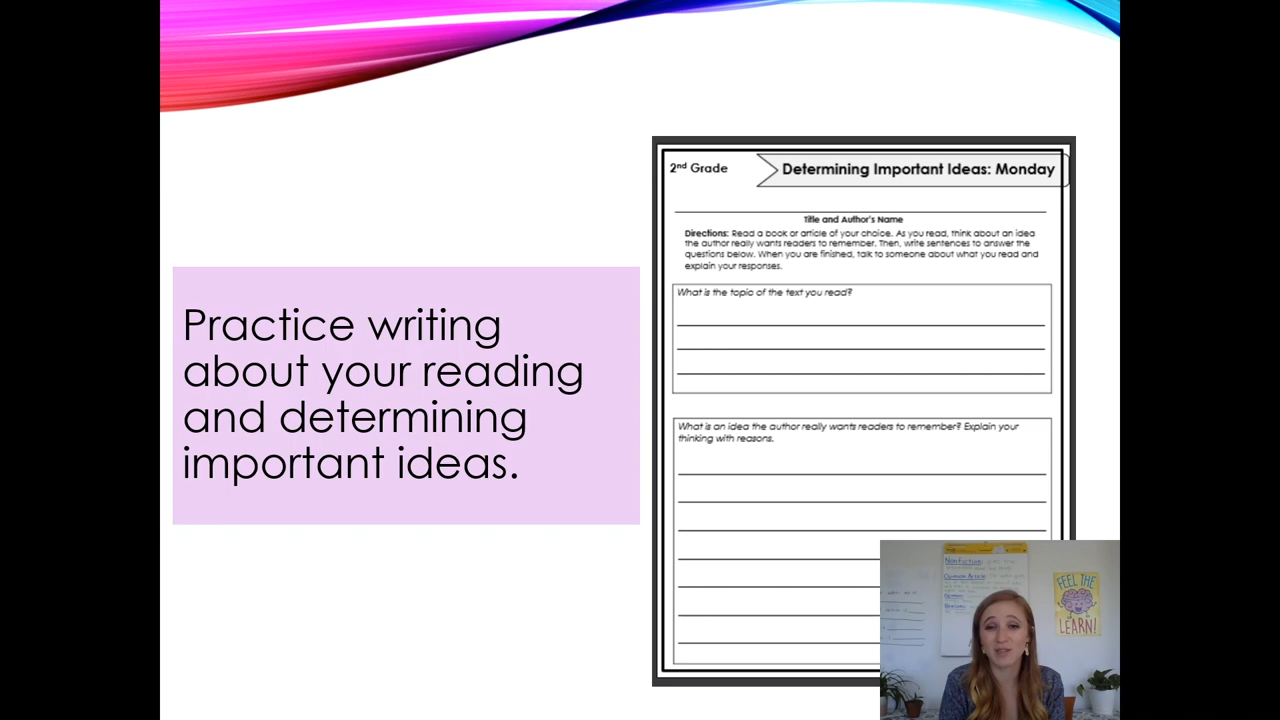 Practice writing
about your reading
and determining
important ideas.
2nd Grade
Determining Important Ideas: Monday
Title and Author's Name
Directions: Read a book or article of your choice. As you read, think about an idea
the author really wants readers to remember. Then, write sentences to answer the
questions below. When you are finished, talk to someone about what you read and
explain your responses.
What is the topic of the text you read?
What is an idea the author really wants readers to remember? Explain your
thinking with reasons.
Nonfiction:
FEEL THE
LEARN!